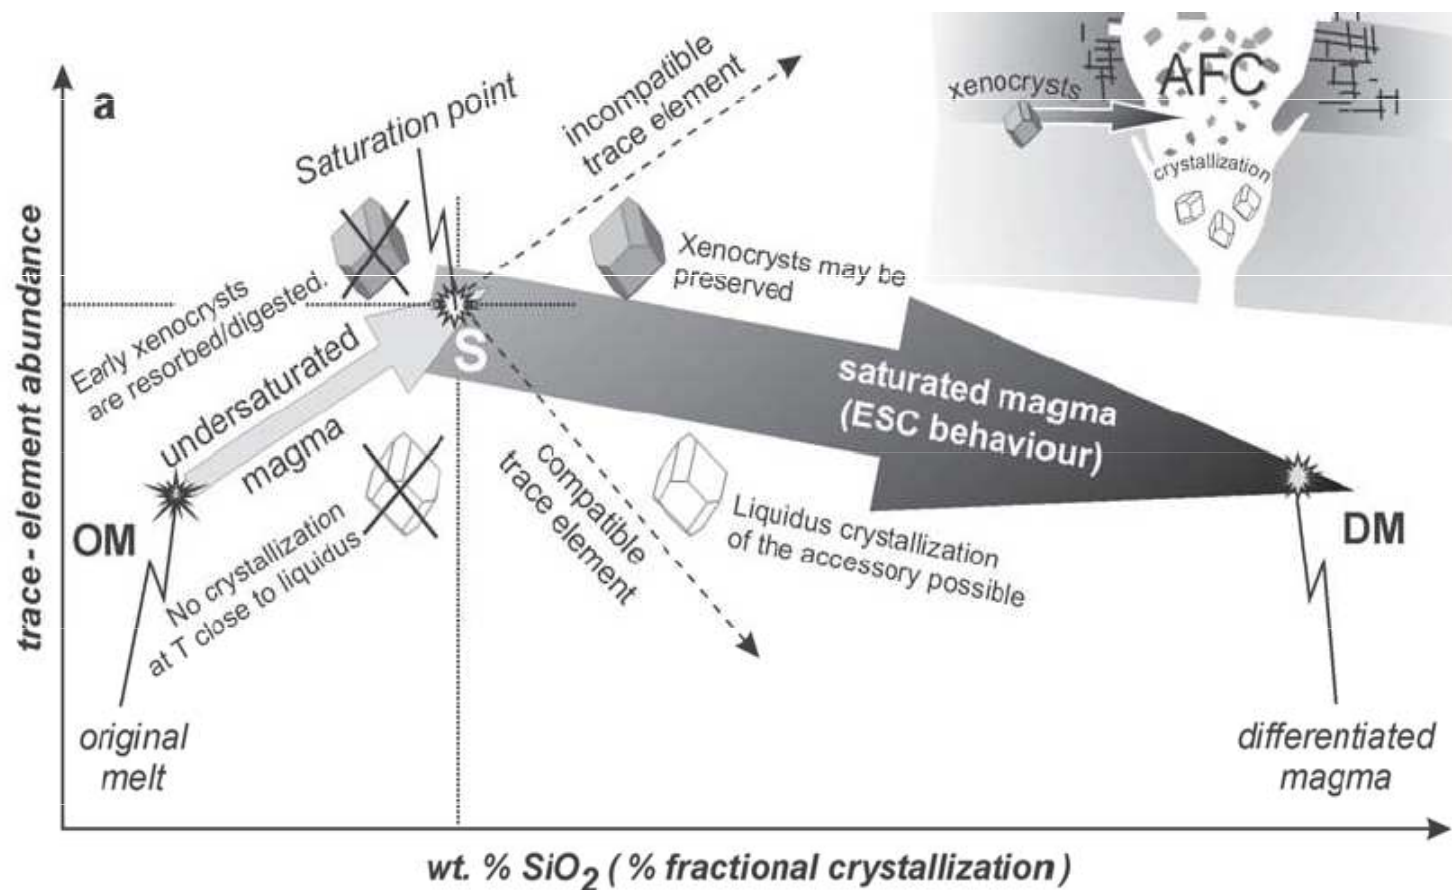 a
Saturation point
incompatible
trace element
xenocrysts
AFC
crystallization
Early xenocrysts
are resorbed/digested.
Xenocrysts may be
preserved
undersaturated
magma
S
saturated magma
(ESC behaviour)
OM
No crystallization
at T close to liquidus
compatible
trace element
Liquidus crystallization
of the accessory possible
DM
original
melt
differentiated
magma
trace - element abundance
wt. % SiO2 ( % fractional crystallization)